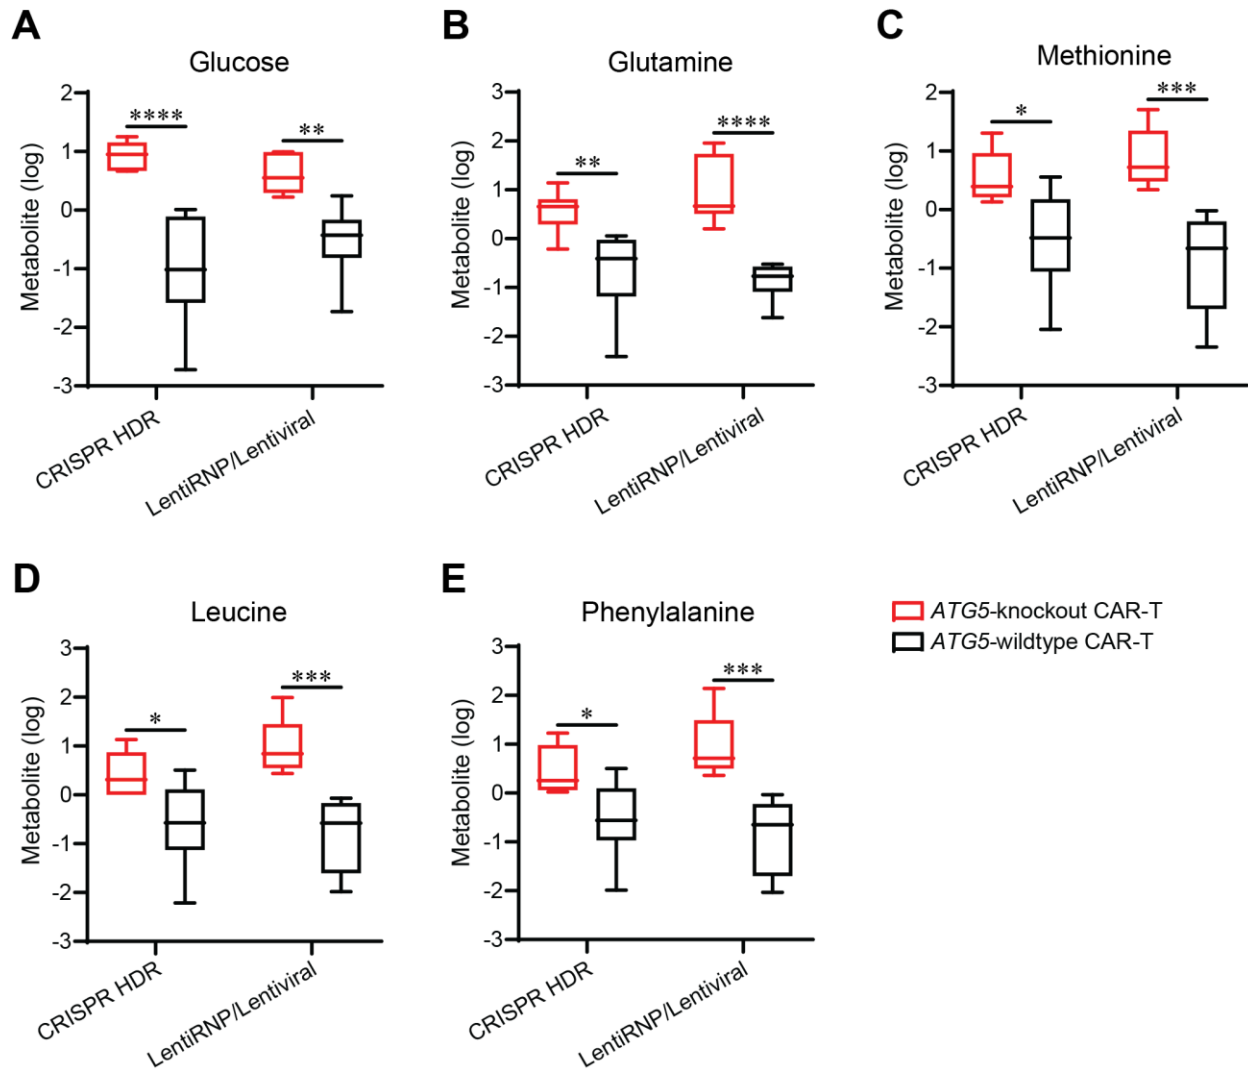 A
Glucose
Metabolite (log)
2
1
0
-1
-2
-3
****
**
CRISPR HDR
LentiRNP/Lentiviral
B
Glutamine
Metabolite (log)
3
2
1
0
-1
-2
-3
**
****
CRISPR HDR
LentiRNP/Lentiviral
C
Methionine
Metabolite (log)
2
1
0
-1
-2
-3
*
***
CRISPR HDR
LentiRNP/Lentiviral
D
Leucine
Metabolite (log)
3
2
1
0
-1
-2
-3
*
***
CRISPR HDR
LentiRNP/Lentiviral
E
Phenylalanine
Metabolite (log)
3
2
1
0
-1
-2
-3
*
***
CRISPR HDR
LentiRNP/Lentiviral
ATG5-knockout CAR-T
ATG5-wildtype CAR-T